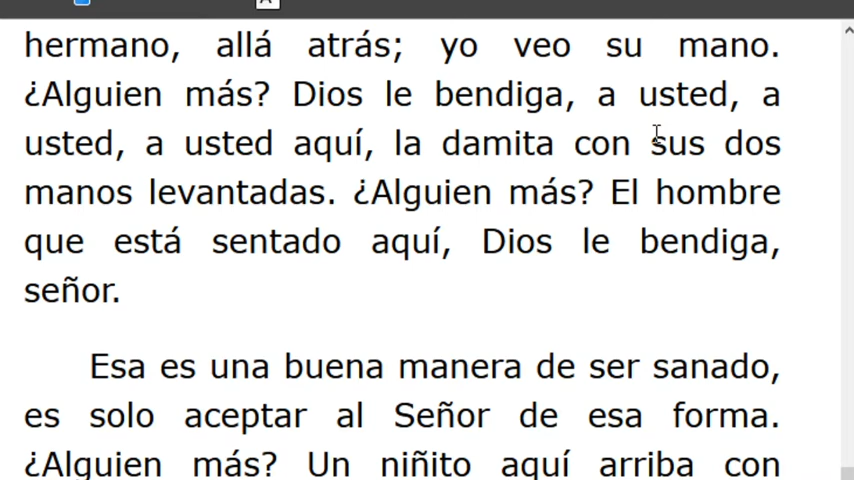 hermano, allá atrás; yo veo su mano.
¿Alguien más? Dios le bendiga, a usted, a
usted, a usted aquí, la damita con sus dos
manos levantadas. ¿Alguien más? El hombre
que está sentado aquí, Dios le bendiga,
señor.
Esa es una buena manera de ser sanado,
es solo aceptar al Señor de esa forma.
¿Alguien más? Un niñito aquí arriba con